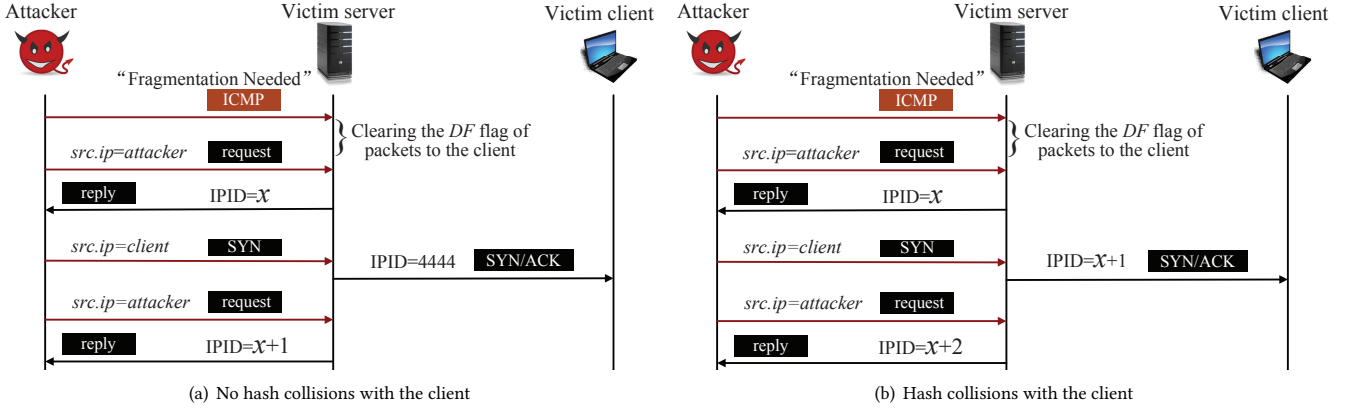 Attacker
Victim server
Victim client
“Fragmentation Needed”
ICMP
Clearing the DF flag of
packets to the client
src.ip=attacker
request
reply
IPID=x
src.ip=client
SYN
IPID=4444
SYN/ACK
src.ip=attacker
request
reply
IPID=x+1
(a) No hash collisions with the client
Attacker
Victim server
Victim client
“Fragmentation Needed”
ICMP
Clearing the DF flag of
packets to the client
src.ip=attacker
request
reply
IPID=x
src.ip=client
SYN
IPID=x+1
SYN/ACK
src.ip=attacker
request
reply
IPID=x+2
(b) Hash collisions with the client